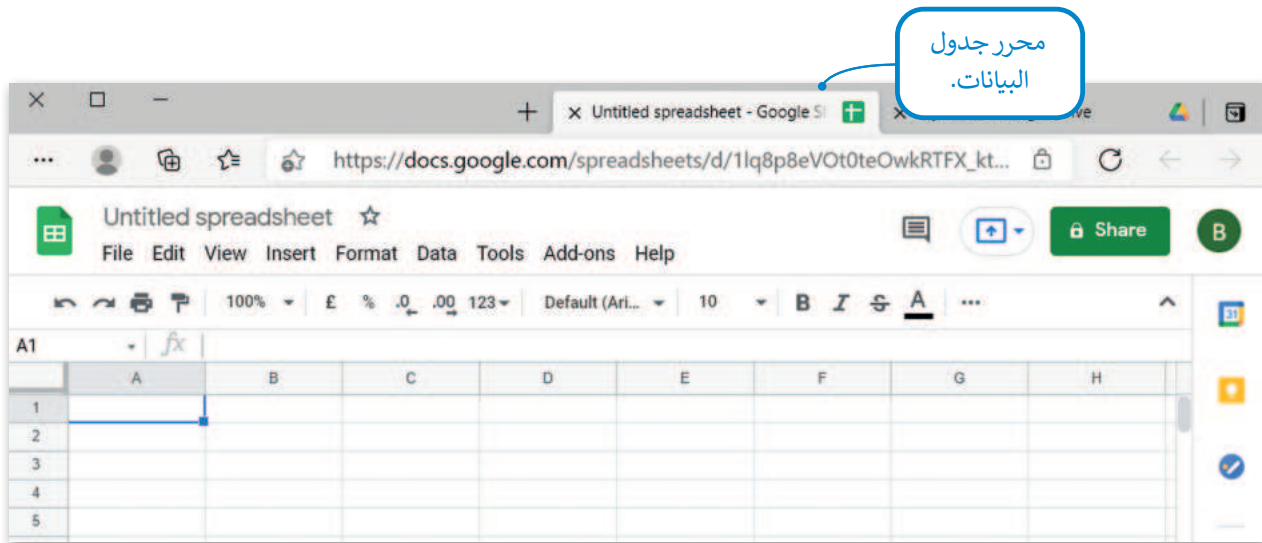 محرر جدول
البيانات.
Untitled spreadsheet - Google S
ve
https://docs.google.com/spreadsheets/d/1lq8p8eVOt0teOwkRTFX_kt...
Untitled spreadsheet
Share
B
File Edit View Insert Format Data Tools Add-ons Help
100% £ % .0 .00 123 Default (Ari... 10 B I S A ...
31
A1 fx
A B C D E F G H
1
2
3
4
5